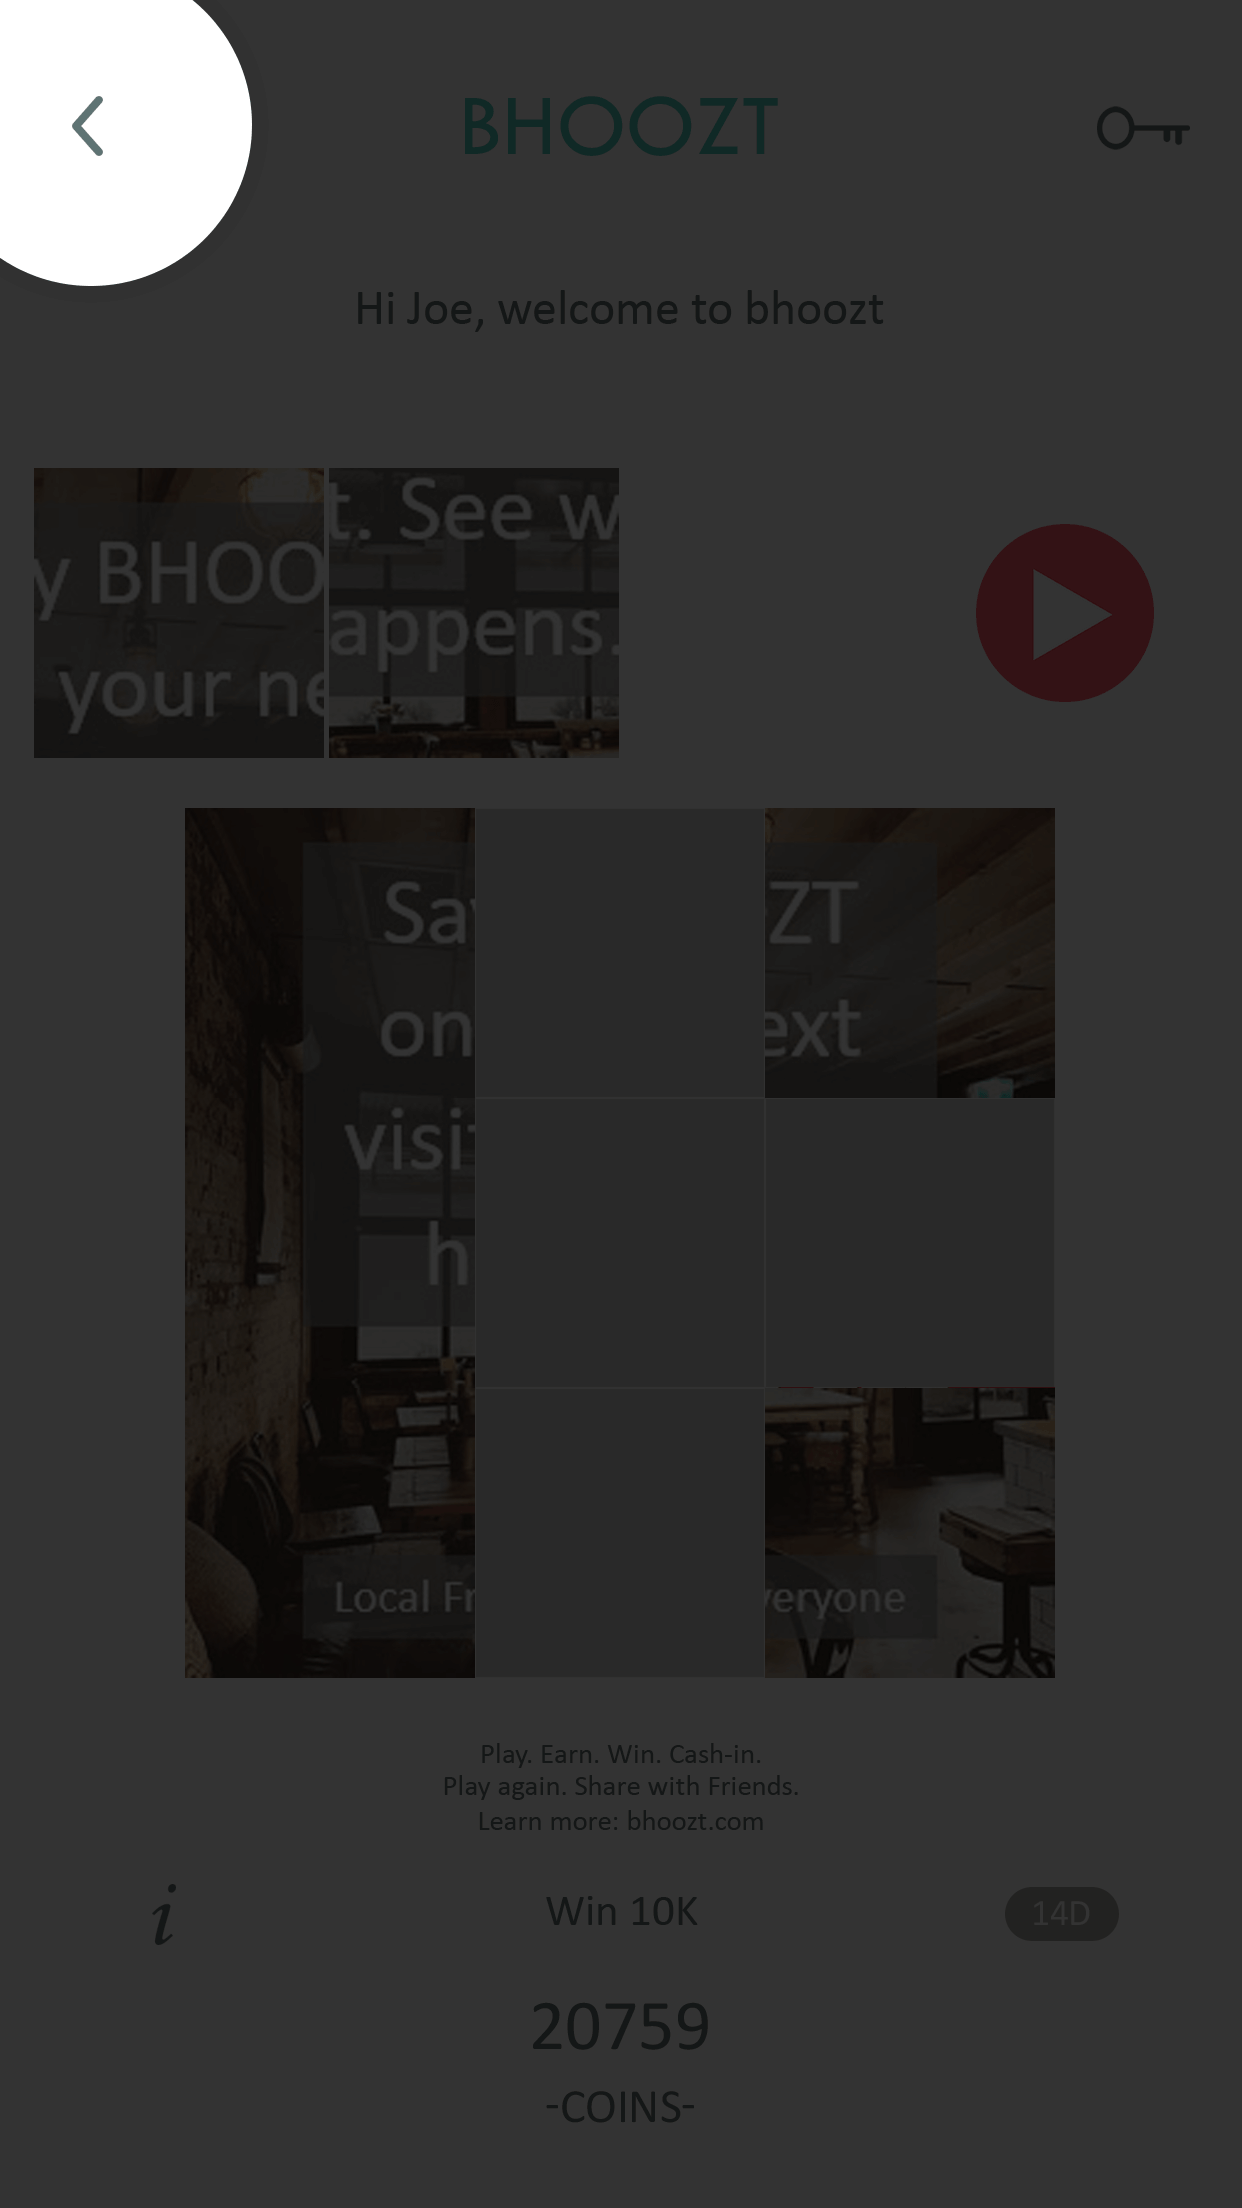 BHOOZT
Hi Joe, welcome to bhoozt
y BHOO
your ne
t. See w
appens.
Sa
ZT
on
ext
visi
h
Local Fr
veryone
Play. Earn. Win. Cash-in.
Play again. Share with Friends.
Learn more: bhoozt.com
i
Win 10K
14D
20759
-COINS-